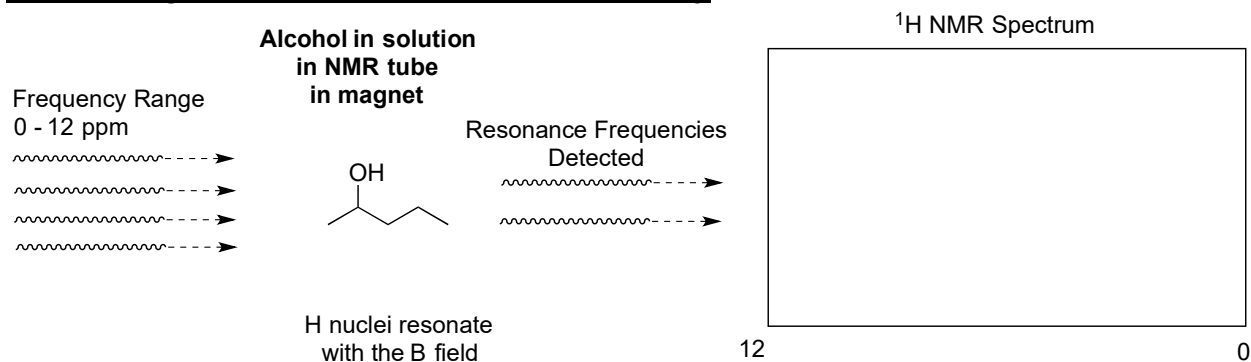 Alcohol in solution
in NMR tube
in magnet
Frequency Range
0 - 12 ppm
OH
H nuclei resonate
with the B field
Resonance Frequencies
Detected
¹H NMR Spectrum
12
0